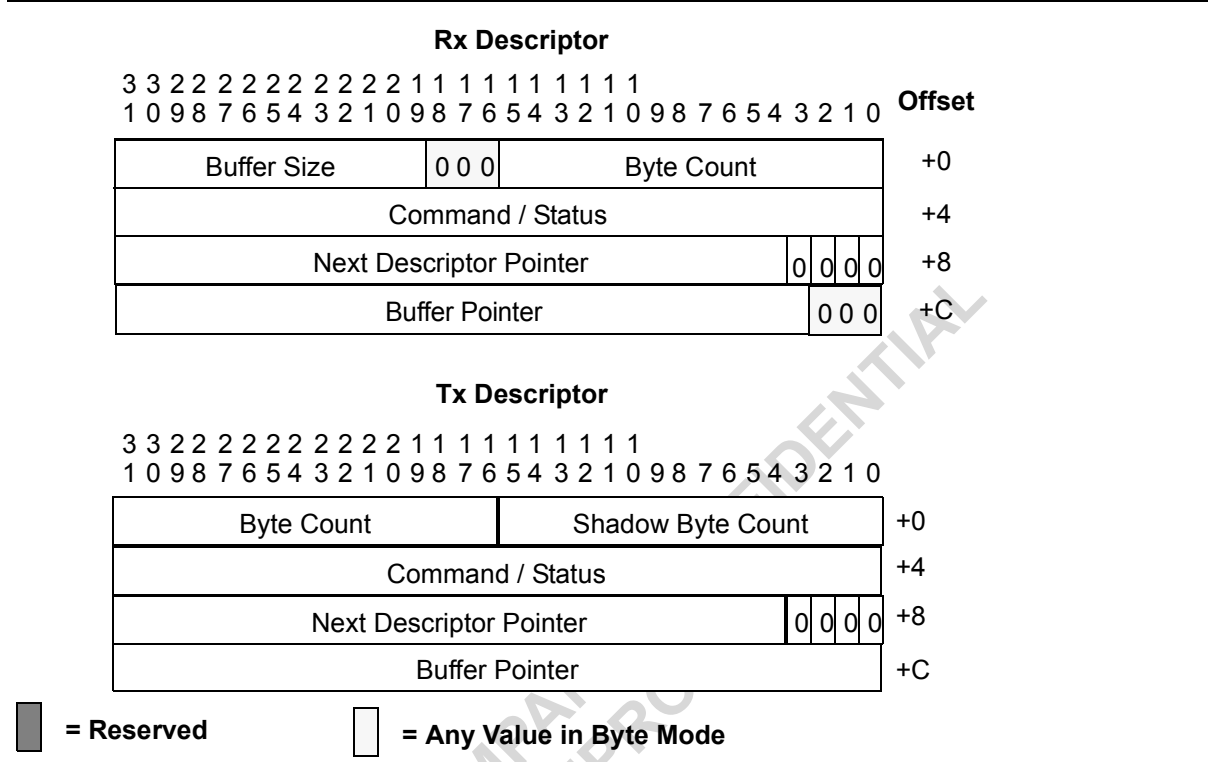 Rx Descriptor
3 3 2 2 2 2 2 2 2 2 2 2 1 1 1 1 1 1 1 1 1 1
1 0 9 8 7 6 5 4 3 2 1 0 9 8 7 6 5 4 3 2 1 0 9 8 7 6 5 4 3 2 1 0 Offset
Buffer Size 0 0 0 Byte Count +0
Command / Status +4
Next Descriptor Pointer 0 0 0 0 +8
Buffer Pointer 0 0 0 +C
Tx Descriptor
3 3 2 2 2 2 2 2 2 2 2 2 1 1 1 1 1 1 1 1 1 1
1 0 9 8 7 6 5 4 3 2 1 0 9 8 7 6 5 4 3 2 1 0 9 8 7 6 5 4 3 2 1 0
Byte Count Shadow Byte Count +0
Command / Status +4
Next Descriptor Pointer 0 0 0 0 +8
Buffer Pointer +C
= Reserved = Any Value in Byte Mode